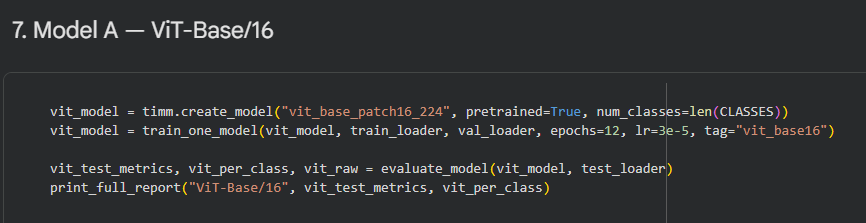 7. Model A — ViT-Base/16
vit_model = timm.create_model("vit_base_patch16_224", pretrained=True, num_classes=len(CLASSES))
vit_model = train_one_model(vit_model, train_loader, val_loader, epochs=12, lr=3e-5, tag="vit_base16")
vit_test_metrics, vit_per_class, vit_raw = evaluate_model(vit_model, test_loader)
print_full_report("ViT-Base/16", vit_test_metrics, vit_per_class)